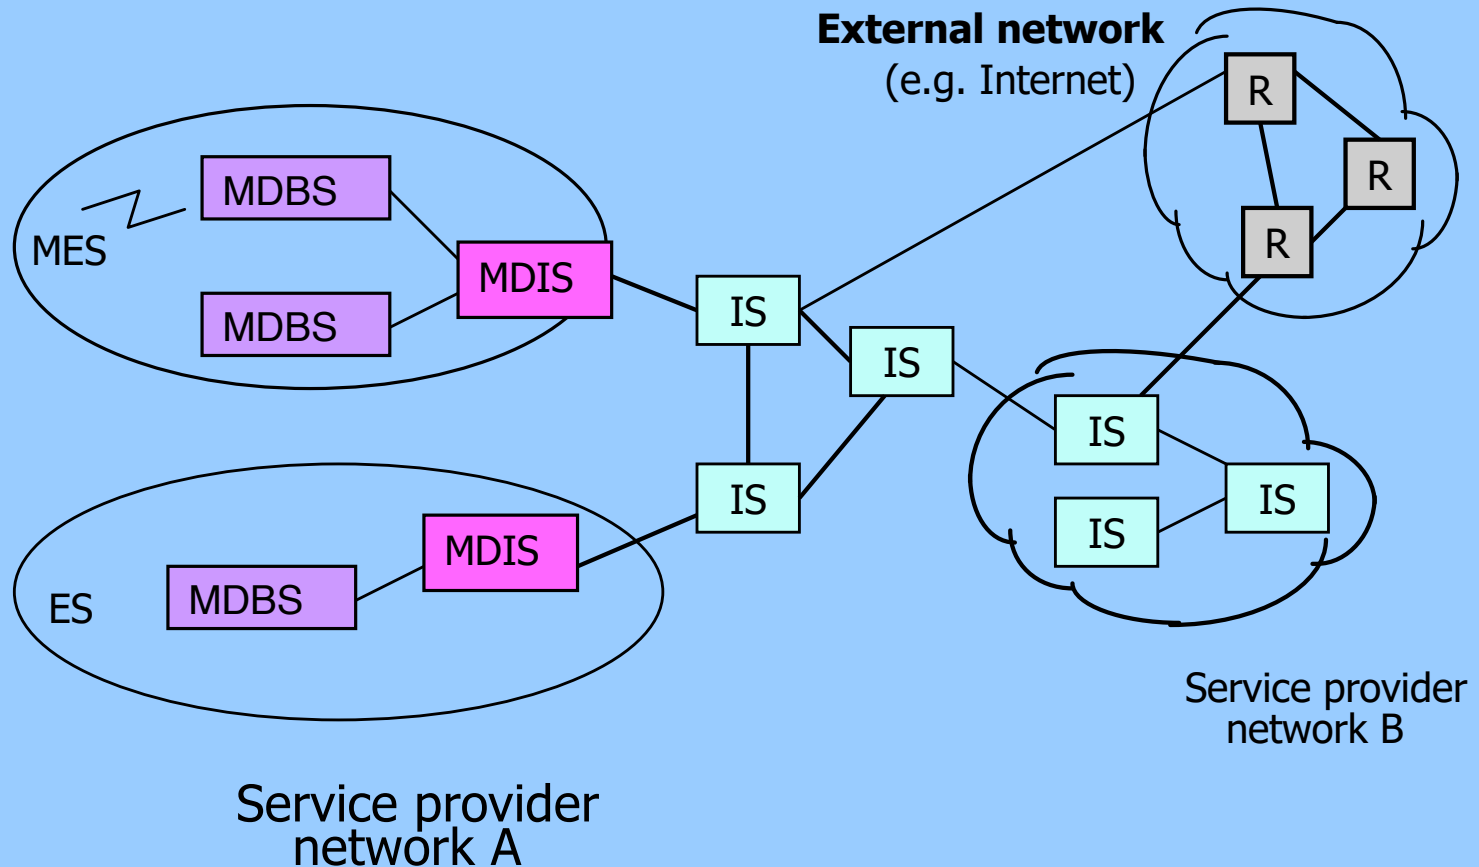 External network
(e.g. Internet)
R
R
R
MDBS
MES
MDIS
MDBS
IS
IS
IS
IS
IS
IS
MDIS
MDBS
ES
Service provider
network B
Service provider
network A